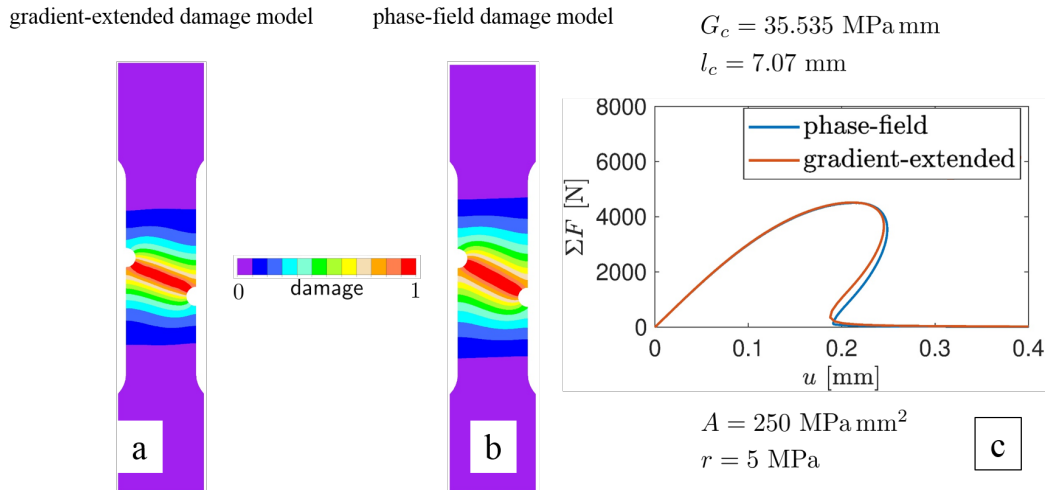 gradient-extended damage model
phase-field damage model
G_c = 35.535 MPa mm
l_c = 7.07 mm
0 damage 1
a
b
8000
6000
4000
2000
0
ΣF [N]
phase-field
gradient-extended
0 0.1 0.2 0.3 0.4
u [mm]
A = 250 MPa mm²
r = 5 MPa
c